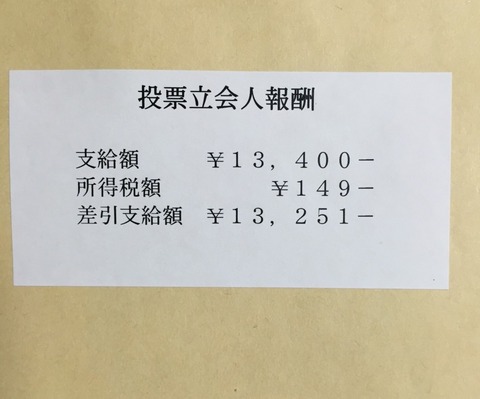 投票立会人報酬
支給額　￥１３，４００－
所得税額　￥１４９－
差引支給額　￥１３，２５１－